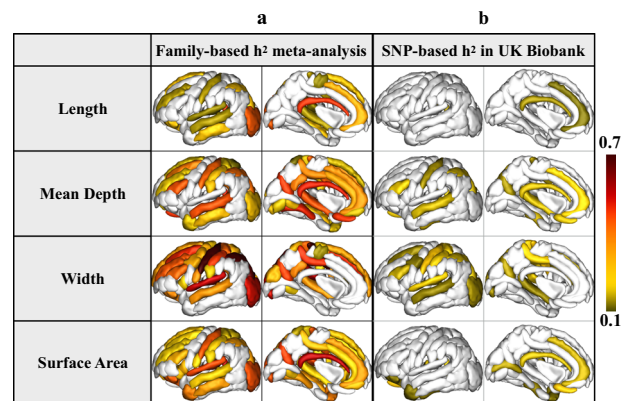 a
b
Family-based h² meta-analysis
SNP-based h² in UK Biobank
Length
Mean Depth
Width
Surface Area
0.7
0.1